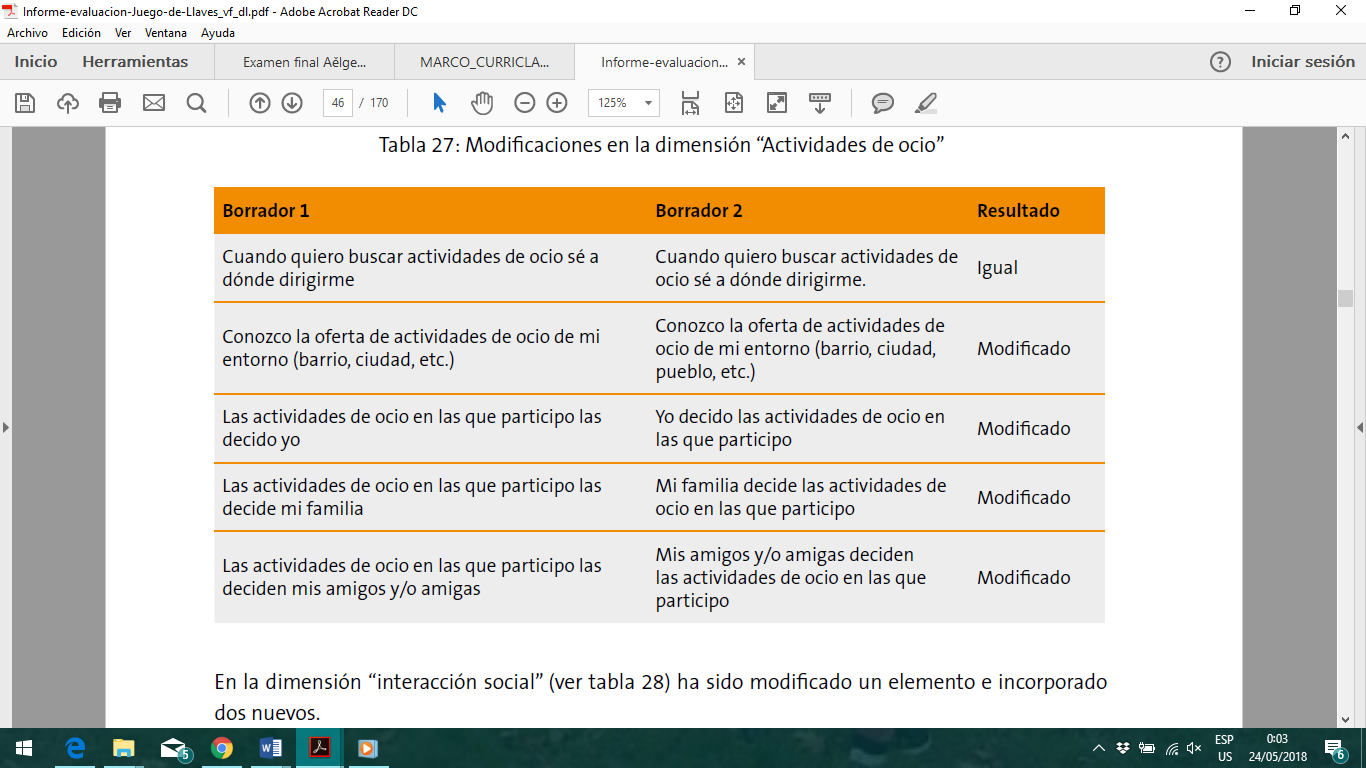 Informe-evaluacion-Juego-de-Llaves_vf_dl.pdf - Adobe Acrobat Reader DC
Archivo Edición Ver Ventana Ayuda
Inicio Herramientas Examen final Aëlge... MARCO_CURRICLA... Informe-evaluacion... × ? Iniciar sesión
46 / 170 125%
Tabla 27: Modificaciones en la dimensión “Actividades de ocio”
Borrador 1 Borrador 2 Resultado
Cuando quiero buscar actividades de ocio sé a
dónde dirigirme
Cuando quiero buscar actividades de
ocio sé a dónde dirigirme.
Igual
Conozco la oferta de actividades de ocio de mi
entorno (barrio, ciudad, etc.)
Conozco la oferta de actividades de
ocio de mi entorno (barrio, ciudad,
pueblo, etc.)
Modificado
Las actividades de ocio en las que participo las
decido yo
Yo decido las actividades de ocio en
las que participo
Modificado
Las actividades de ocio en las que participo las
decide mi familia
Mi familia decide las actividades de
ocio en las que participo
Modificado
Las actividades de ocio en las que participo las
deciden mis amigos y/o amigas
Mis amigos y/o amigas deciden
las actividades de ocio en las que
participo
Modificado
En la dimensión “interacción social” (ver tabla 28) ha sido modificado un elemento e incorporado
dos nuevos.
5
ESP
US
0:03
24/05/2018
6